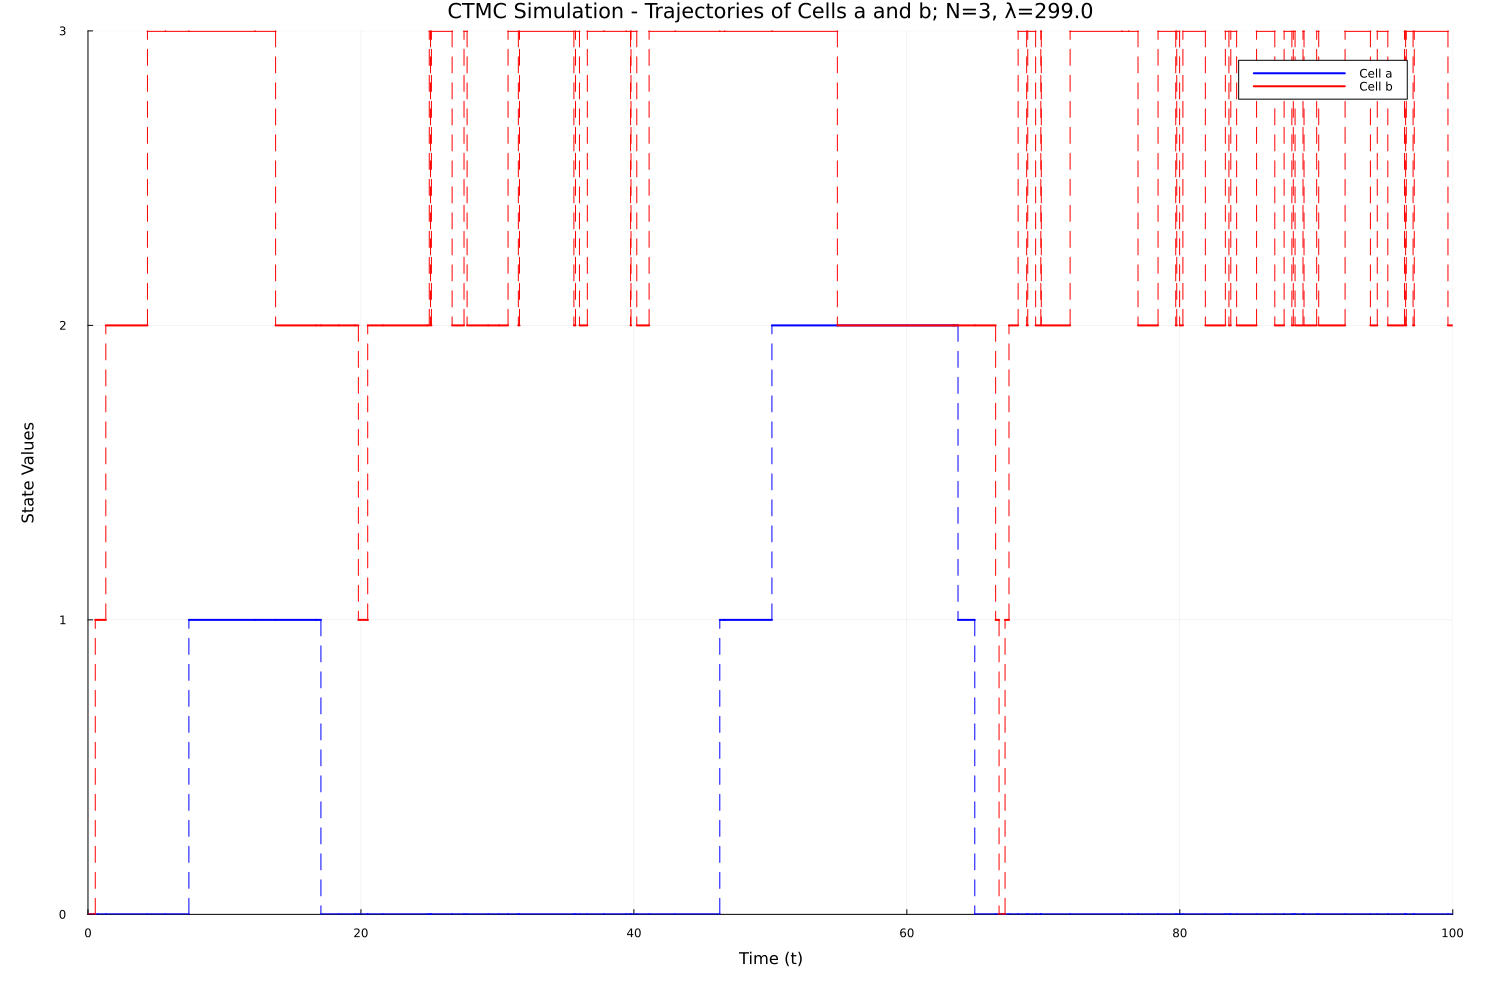 CTMC Simulation - Trajectories of Cells a and b; N=3, λ=299.0
3
Cell a
Cell b
2
State Values
1
0
0 20 40 60 80 100
Time (t)